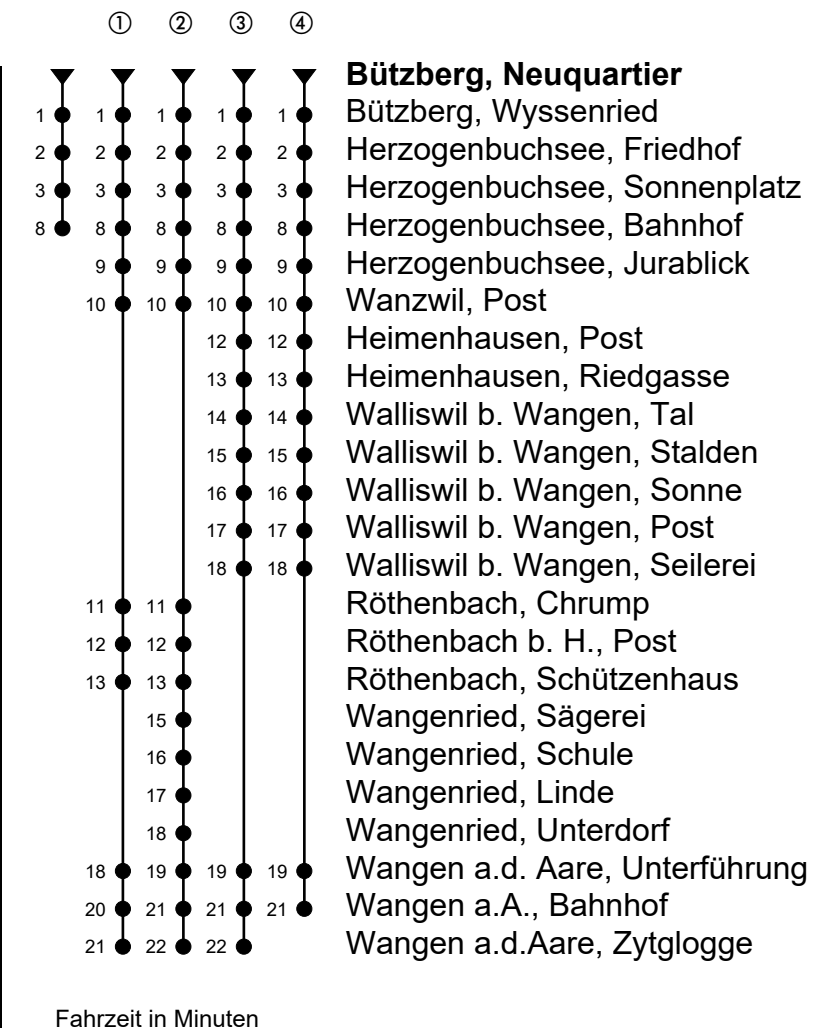 ① ② ③ ④
Bützberg, Neuquartier
1 1 1 1 1 Bützberg, Wyssenried
2 2 2 2 2 Herzogenbuchsee, Friedhof
3 3 3 3 3 Herzogenbuchsee, Sonnenplatz
8 8 8 8 8 Herzogenbuchsee, Bahnhof
9 9 9 9 Herzogenbuchsee, Jurablick
10 10 10 10 Wanzwil, Post
12 12 Heimenhausen, Post
13 13 Heimenhausen, Riedgasse
14 14 Walliswil b. Wangen, Tal
15 15 Walliswil b. Wangen, Stalden
16 16 Walliswil b. Wangen, Sonne
17 17 Walliswil b. Wangen, Post
18 18 Walliswil b. Wangen, Seilerei
11 11 Röthenbach, Chrump
12 12 Röthenbach b. H., Post
13 13 Röthenbach, Schützenhaus
15 Wangenried, Sägerei
16 Wangenried, Schule
17 Wangenried, Linde
18 Wangenried, Unterdorf
18 19 19 19 Wangen a.d. Aare, Unterführung
20 21 21 21 Wangen a.A., Bahnhof
21 22 22 Wangen a.d.Aare, Zytglogge
Fahrzeit in Minuten